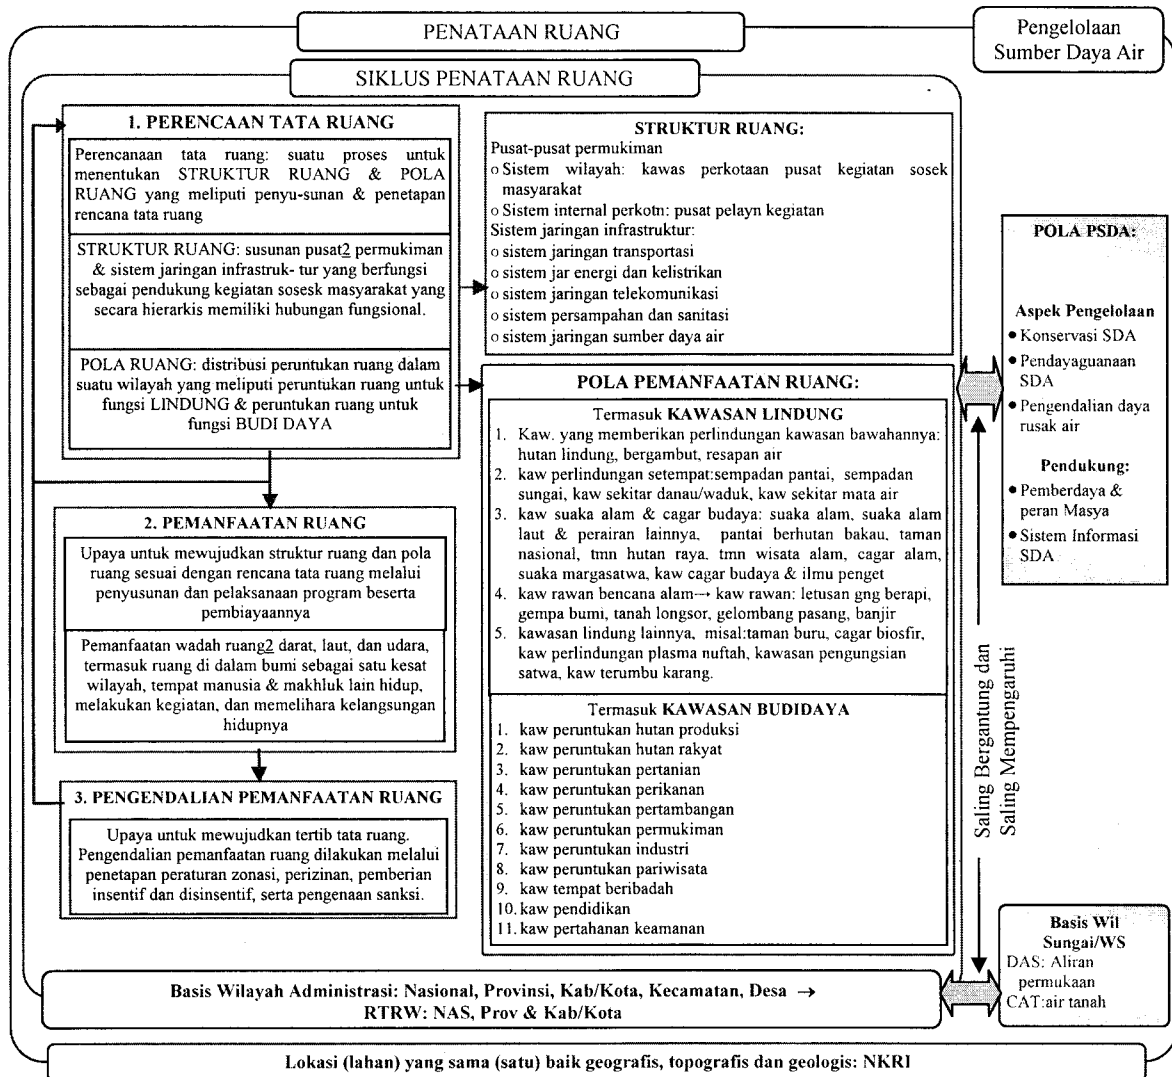 PENATAAN RUANG
Pengelolaan
Sumber Daya Air
SIKLUS PENATAAN RUANG
1. PERENCAAN TATA RUANG
Perencanaan tata ruang: suatu proses untuk
menentukan STRUKTUR RUANG & POLA
RUANG yang meliputi penyu-sunan & penetapan
rencana tata ruang
STRUKTUR RUANG: susunan pusat2 permukiman
& sistem jaringan infrastruk- tur yang berfungsi
sebagai pendukung kegiatan sosesk masyarakat yang
secara hierarkis memiliki hubungan fungsional.
POLA RUANG: distribusi peruntukan ruang dalam
suatu wilayah yang meliputi peruntukan ruang untuk
fungsi LINDUNG & peruntukan ruang untuk
fungsi BUDI DAYA
2. PEMANFAATAN RUANG
Upaya untuk mewujudkan struktur ruang dan pola
ruang sesuai dengan rencana tata ruang melalui
penyusunan dan pelaksanaan program beserta
pembiayaannya
Pemanfaatan wadah ruang2 darat, laut, dan udara,
termasuk ruang di dalam bumi sebagai satu kesat
wilayah, tempat manusia & makhluk lain hidup,
melakukan kegiatan, dan memelihara kelangsungan
hidupnya
3. PENGENDALIAN PEMANFAATAN RUANG
Upaya untuk mewujudkan tertib tata ruang.
Pengendalian pemanfaatan ruang dilakukan melalui
penetapan peraturan zonasi, perizinan, pemberian
insentif dan disinsentif, serta pengenaan sanksi.
STRUKTUR RUANG:
Pusat-pusat permukiman
o Sistem wilayah: kawas perkotaan pusat kegiatan sosek
masyarakat
o Sistem internal perkotn: pusat pelayn kegiatan
Sistem jaringan infrastruktur:
o sistem jaringan transportasi
o sistem jar energi dan kelistrikan
o sistem jaringan telekomunikasi
o sistem persampahan dan sanitasi
o sistem jaringan sumber daya air
POLA PEMANFAATAN RUANG:
Termasuk KAWASAN LINDUNG
1. Kaw. yang memberikan perlindungan kawasan bawahannya:
hutan lindung, bergambut, resapan air
2. kaw perlindungan setempat:sempadan pantai, sempadan
sungai, kaw sekitar danau/waduk, kaw sekitar mata air
3. kaw suaka alam & cagar budaya: suaka alam, suaka alam
laut & perairan lainnya, pantai berhutan bakau, taman
nasional, tmn hutan raya, tmn wisata alam, cagar alam,
suaka margasatwa, kaw cagar budaya & ilmu penget
4. kaw rawan bencana alam→ kaw rawan: letusan gng berapi,
gempa bumi, tanah longsor, gelombang pasang, banjir
5. kawasan lindung lainnya, misal:taman buru, cagar biosfir,
kaw perlindungan plasma nuftah, kawasan pengungsian
satwa, kaw terumbu karang.
Termasuk KAWASAN BUDIDAYA
1. kaw peruntukan hutan produksi
2. kaw peruntukan hutan rakyat
3. kaw peruntukan pertanian
4. kaw peruntukan perikanan
5. kaw peruntukan pertambangan
6. kaw peruntukan permukiman
7. kaw peruntukan industri
8. kaw peruntukan pariwisata
9. kaw tempat beribadah
10. kaw pendidikan
11. kaw pertahanan keamanan
POLA PSDA:
Aspek Pengelolaan
• Konservasi SDA
• Pendayaguanaan
SDA
• Pengendalian daya
rusak air
Pendukung:
• Pemberdaya &
peran Masya
• Sistem Informasi
SDA
Saling Bergantung dan
Saling Mempengaruhi
Basis Wil
Sungai/WS
DAS: Aliran
permukaan
CAT:air tanah
Basis Wilayah Administrasi: Nasional, Provinsi, Kab/Kota, Kecamatan, Desa →
RTRW: NAS, Prov & Kab/Kota
Lokasi (lahan) yang sama (satu) baik geografis, topografis dan geologis: NKRI